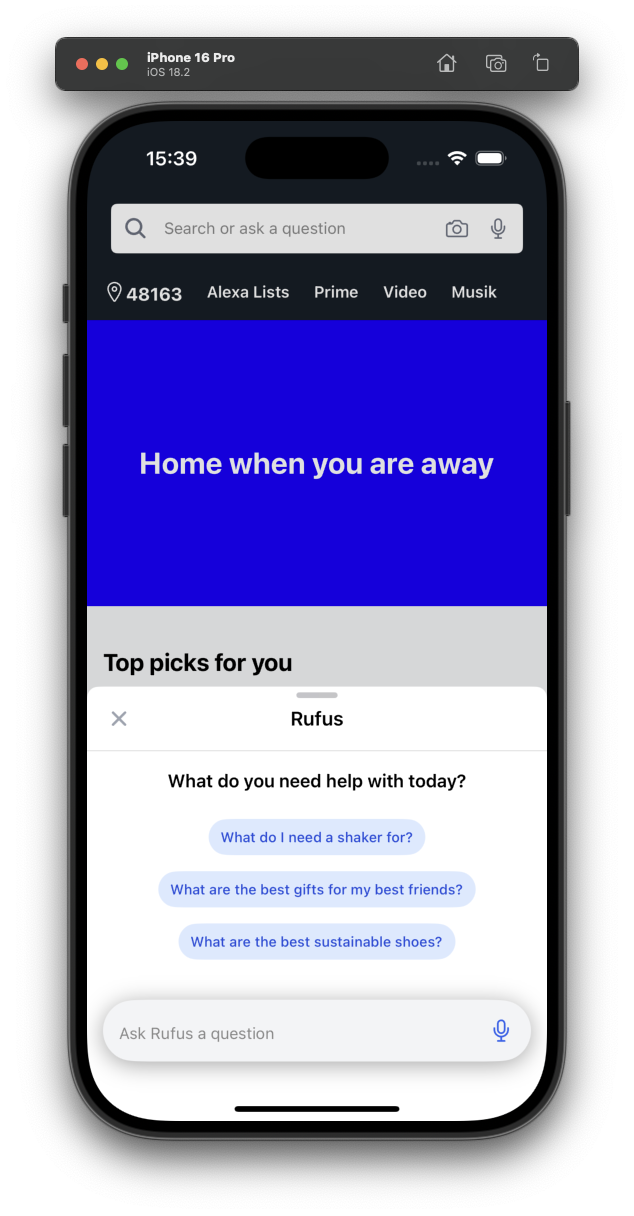 iPhone 16 Pro
iOS 18.2
15:39
Search or ask a question
48163 Alexa Lists Prime Video Musik
Home when you are away
Top picks for you
Rufus
What do you need help with today?
What do I need a shaker for?
What are the best gifts for my best friends?
What are the best sustainable shoes?
Ask Rufus a question